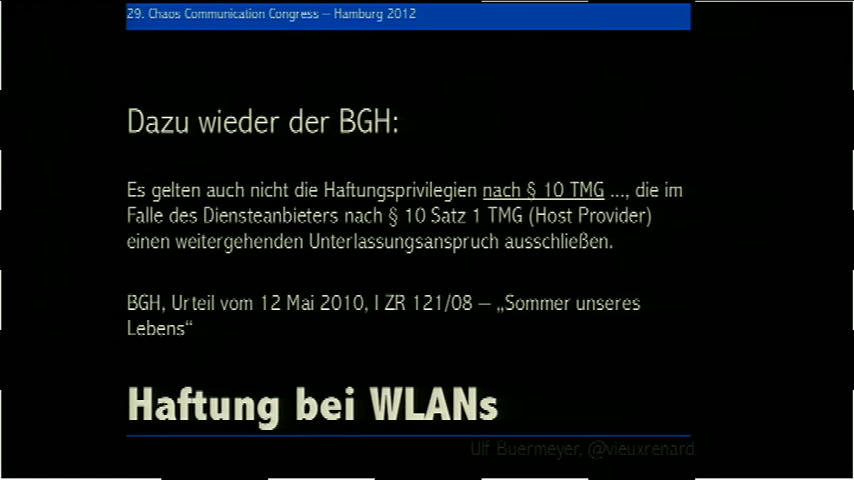 29. Chaos Communication Congress – Hamburg 2012
Dazu wieder der BGH:
Es gelten auch nicht die Haftungsprivilegien nach § 10 TMG ..., die im
Falle des Diensteanbieters nach § 10 Satz 1 TMG (Host Provider)
einen weitergehenden Unterlassungsanspruch ausschließen.
BGH, Urteil vom 12 Mai 2010, I ZR 121/08 – „Sommer unseres
Lebens“
Haftung bei WLANs
Ulf Buermeyer, @vieuxrenard